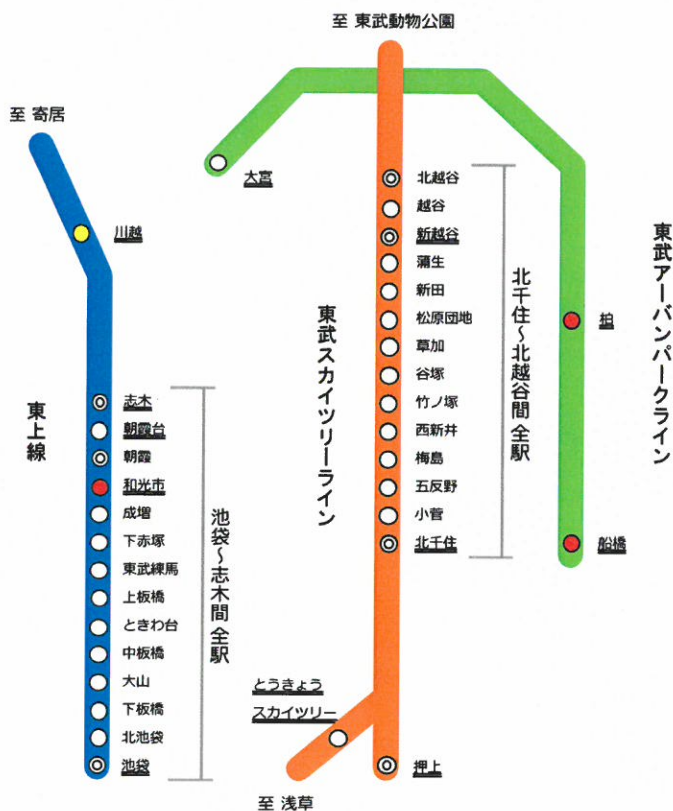 至 東武動物公園
至 寄居
大宮
川越
北越谷
越谷
新越谷
蒲生
新田
松原団地
草加
谷塚
竹ノ塚
西新井
梅島
五反野
小菅
北千住
北千住～北越谷間 全駅
東武スカイツリーライン
東武アーバンパークライン
柏
船橋
東上線
志木
朝霞台
朝霞
和光市
成増
下赤塚
東武練馬
上板橋
ときわ台
中板橋
大山
下板橋
北池袋
池袋
池袋～志木間 全駅
とうきょう
スカイツリー
押上
至 浅草